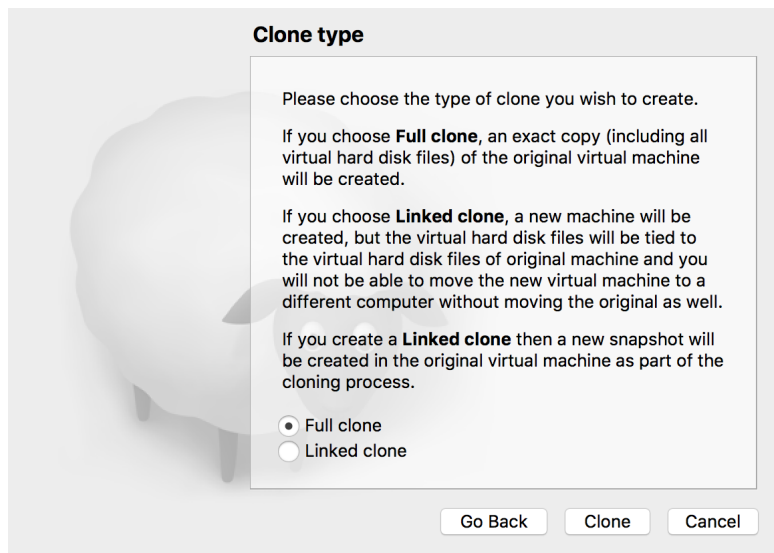 Clone type
Please choose the type of clone you wish to create.
If you choose Full clone, an exact copy (including all
virtual hard disk files) of the original virtual machine
will be created.
If you choose Linked clone, a new machine will be
created, but the virtual hard disk files will be tied to
the virtual hard disk files of original machine and you
will not be able to move the new virtual machine to a
different computer without moving the original as well.
If you create a Linked clone then a new snapshot will
be created in the original virtual machine as part of the
cloning process.
Full clone
Linked clone
Go Back Clone Cancel